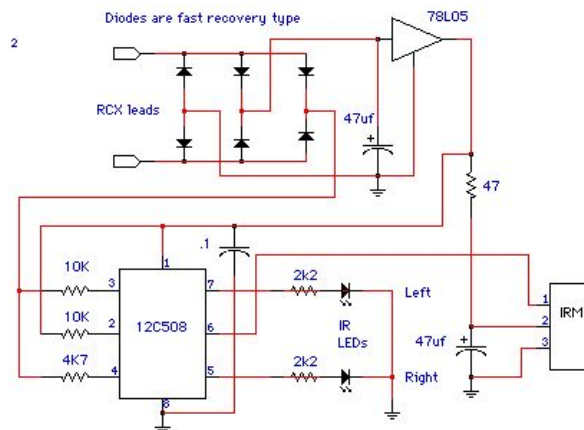 Diodes are fast recovery type
78L05
2
RCX leads
47uf
+
47
.1
10K
3
1
7
2k2
Left
10K
2
12C508
6
IR
LEDs
1
2
3
IRM
47uf
+
4K7
4
5
2k2
Right
8